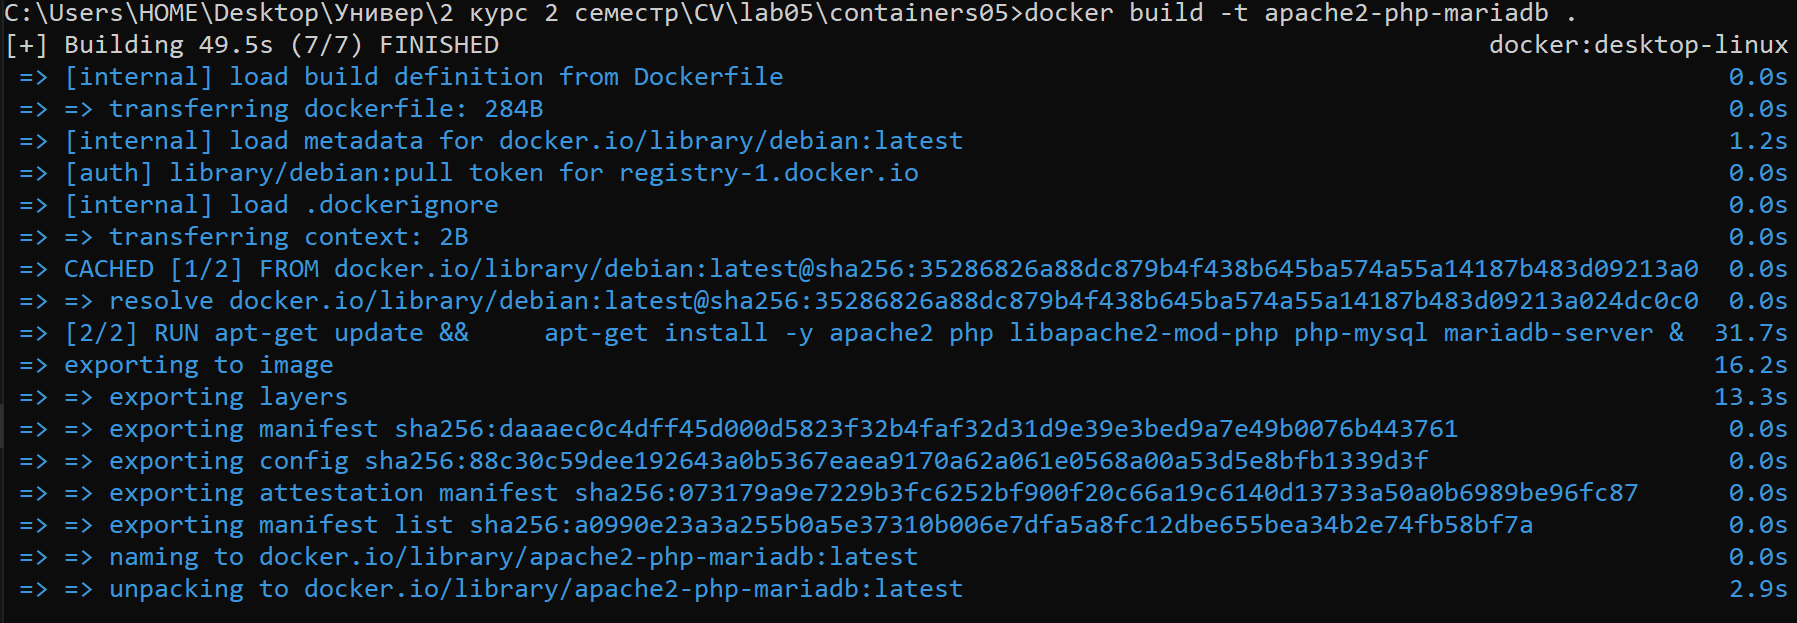 C:\Users\HOME\Desktop\Универ\2 курс 2 семестр\CV\lab05\containers05>docker build -t apache2-php-mariadb .
[+] Building 49.5s (7/7) FINISHED docker:desktop-linux
=> [internal] load build definition from Dockerfile 0.0s
=> => transferring dockerfile: 284B 0.0s
=> [internal] load metadata for docker.io/library/debian:latest 1.2s
=> [auth] library/debian:pull token for registry-1.docker.io 0.0s
=> [internal] load .dockerignore 0.0s
=> => transferring context: 2B 0.0s
=> CACHED [1/2] FROM docker.io/library/debian:latest@sha256:35286826a88dc879b4f438b645ba574a55a14187b483d09213a0 0.0s
=> => resolve docker.io/library/debian:latest@sha256:35286826a88dc879b4f438b645ba574a55a14187b483d09213a024dc0c0 0.0s
=> [2/2] RUN apt-get update &&     apt-get install -y apache2 php libapache2-mod-php php-mysql mariadb-server & 31.7s
=> exporting to image 16.2s
=> => exporting layers 13.3s
=> => exporting manifest sha256:daaaec0c4dff45d000d5823f32b4faf32d31d9e39e3bed9a7e49b0076b443761 0.0s
=> => exporting config sha256:88c30c59dee192643a0b5367eaea9170a62a061e0568a00a53d5e8bfb1339d3f 0.0s
=> => exporting attestation manifest sha256:073179a9e7229b3fc6252bf900f20c66a19c6140d13733a50a0b6989be96fc87 0.0s
=> => exporting manifest list sha256:a0990e23a3a255b0a5e37310b006e7dfa5a8fc12dbe655bea34b2e74fb58bf7a 0.0s
=> => naming to docker.io/library/apache2-php-mariadb:latest 0.0s
=> => unpacking to docker.io/library/apache2-php-mariadb:latest 2.9s